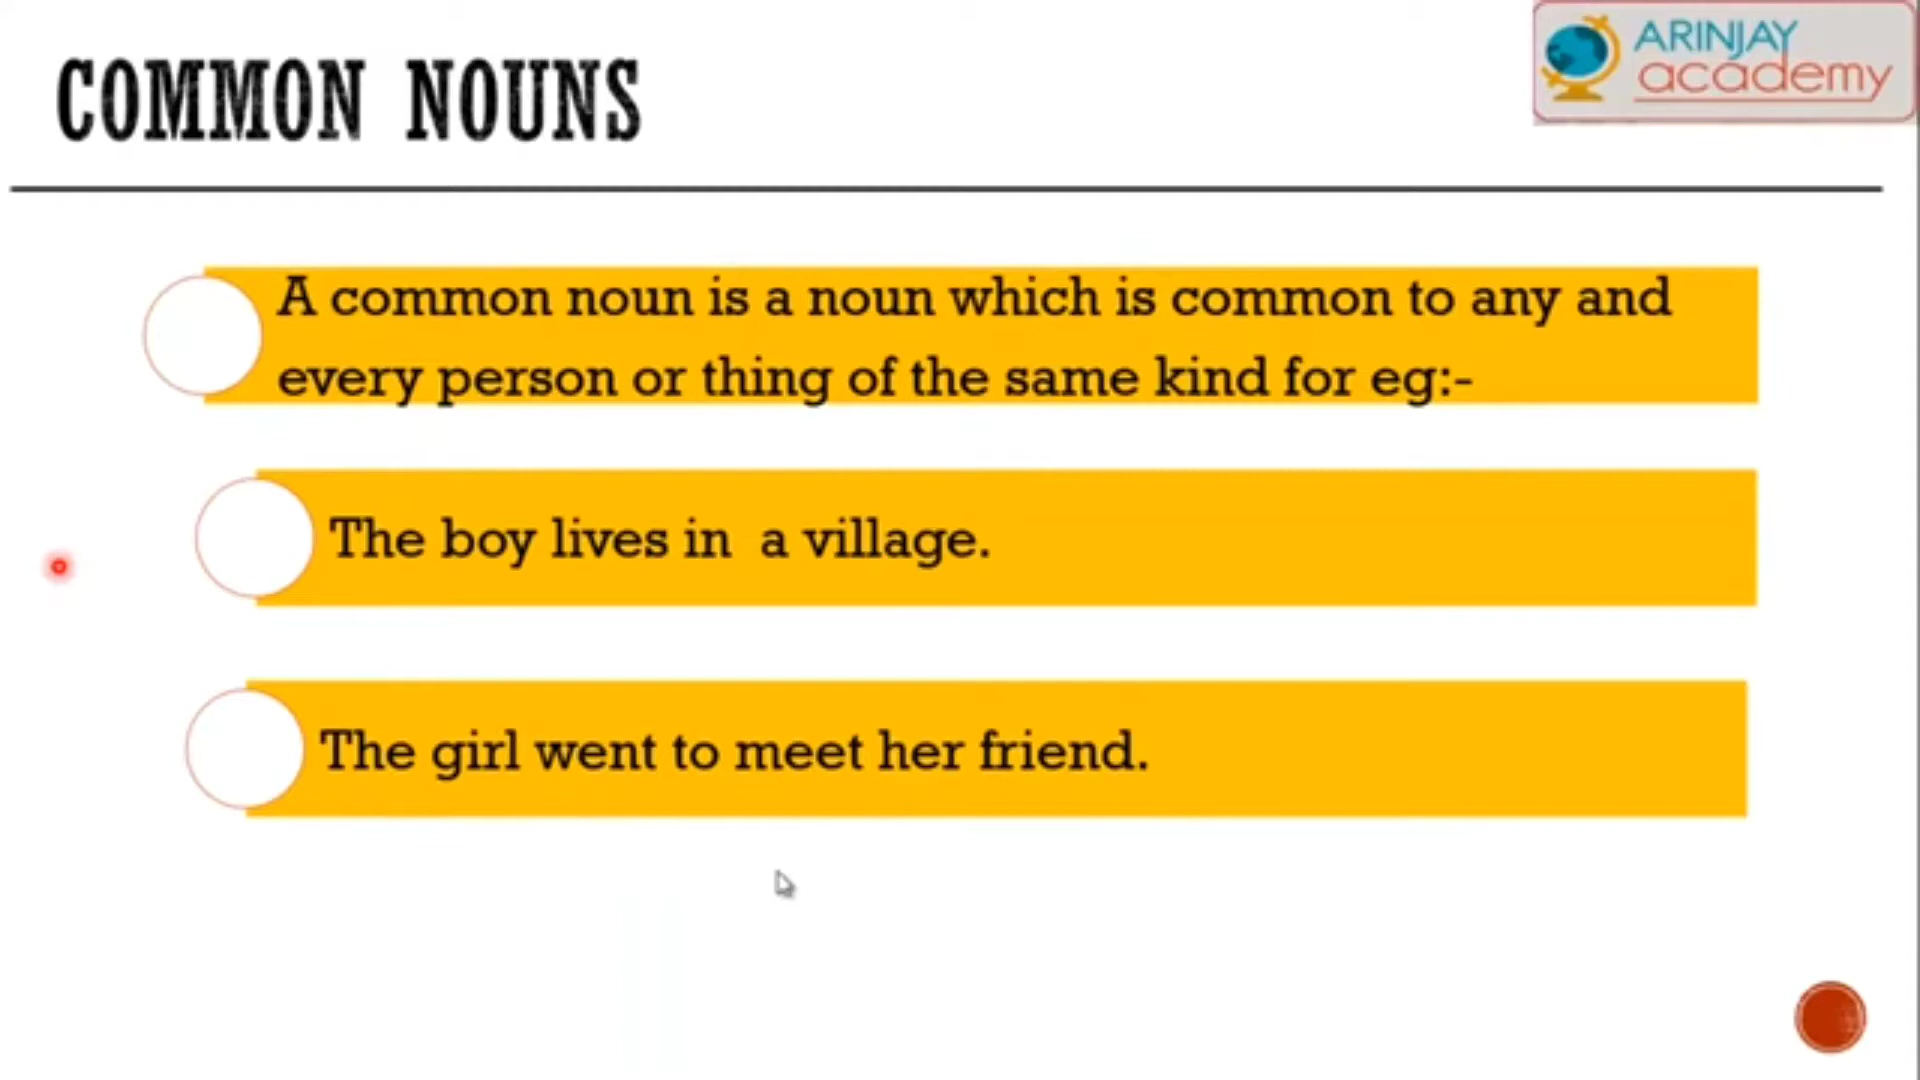 COMMON NOUNS
ARINJAY
academy
A common noun is a noun which is common to any and
every person or thing of the same kind for eg:-
The boy lives in  a village.
The girl went to meet her friend.